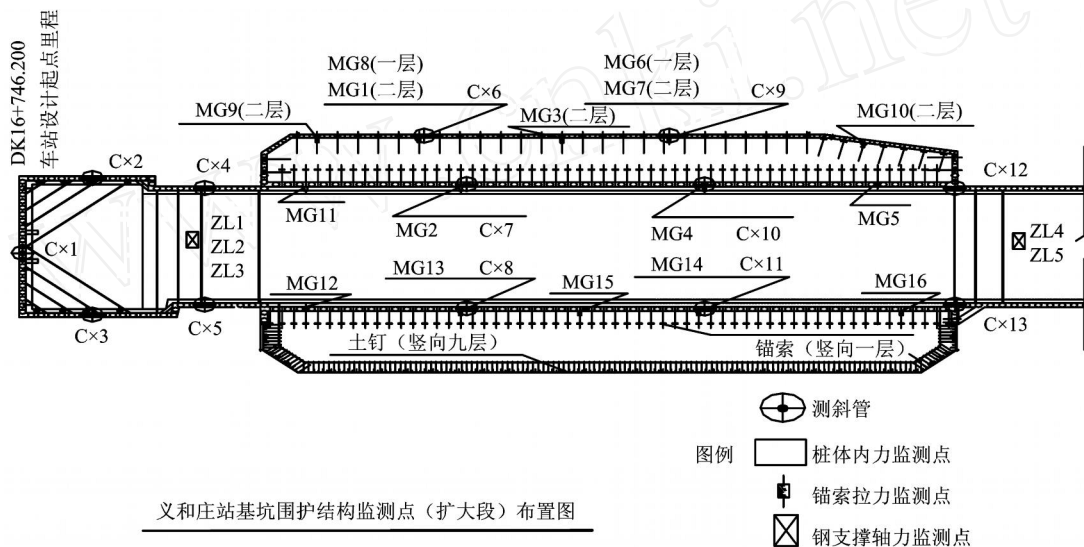 DK16+746.200
车站设计起点里程
MG8(一层)
MG1(二层)
C×6
MG6(一层)
MG7(二层)
C×9
MG9(二层)
MG3(二层)
MG10(二层)
C×2
C×4
C×12
MG11
MG2
C×7
MG4
C×10
MG5
C×1
ZL1
ZL2
ZL3
ZL4
ZL5
MG13
C×8
MG14
C×11
MG12
MG15
MG16
C×3
C×5
C×13
土钉（竖向九层）
锚索（竖向一层）
测斜管
图例
桩体内力监测点
锚索拉力监测点
钢支撑轴力监测点
义和庄站基坑围护结构监测点（扩大段）布置图